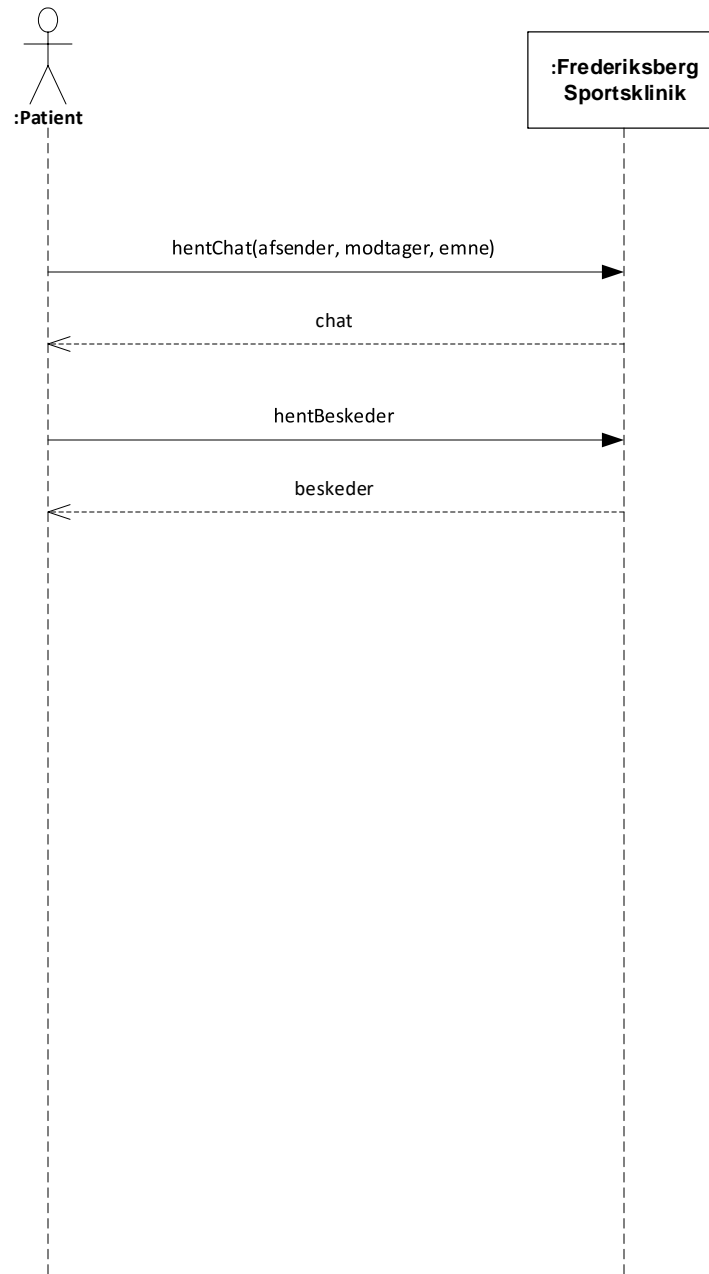 :Patient
:Frederiksberg
Sportsklinik
hentChat(afsender, modtager, emne)
chat
hentBeskeder
beskeder